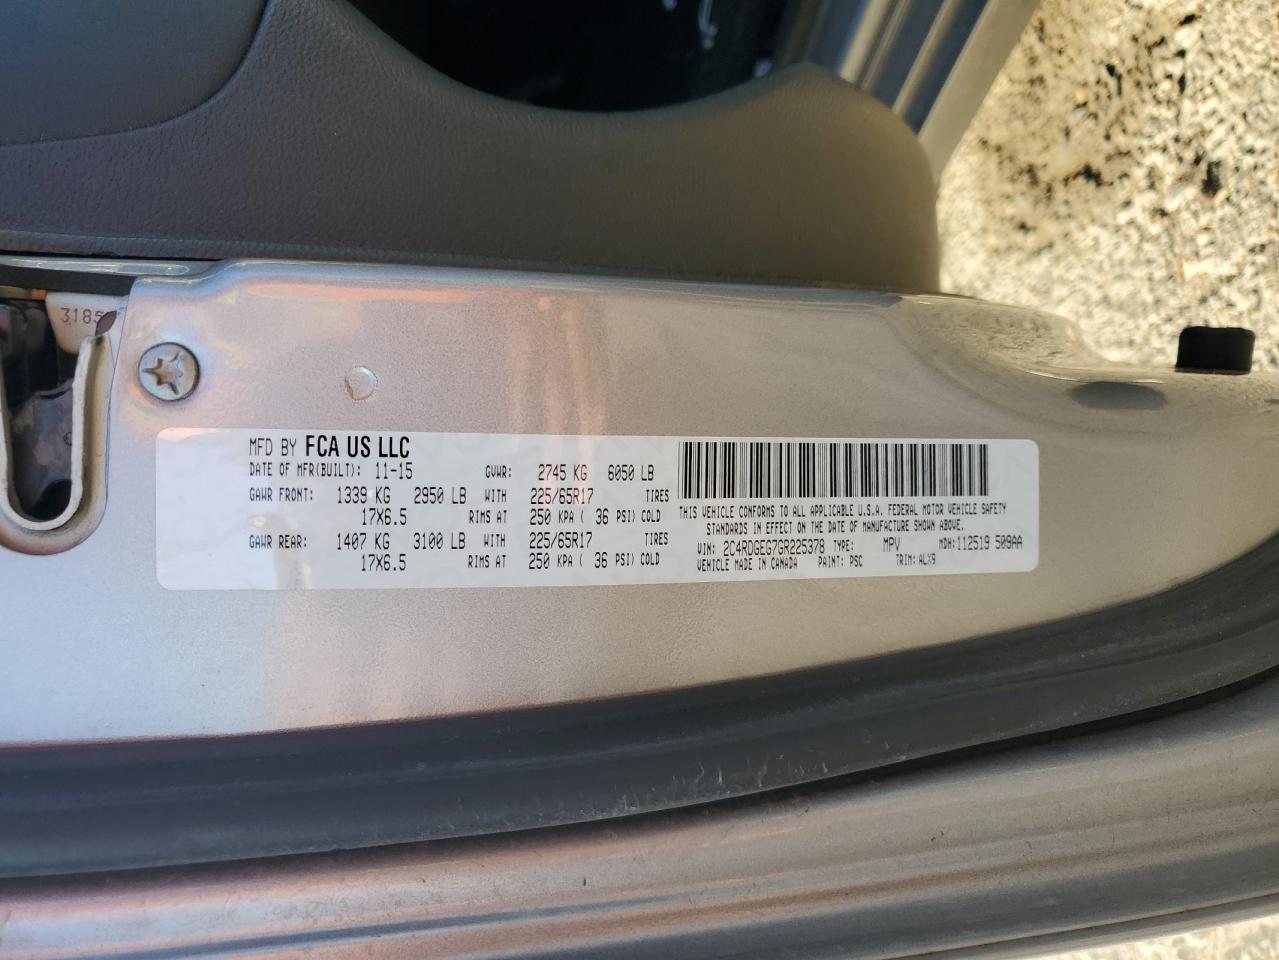 3185
MFD BY FCA US LLC
DATE OF MFR(BUILT): 11-15 GVWR: 2745 KG 6050 LB
GAWR FRONT: 1339 KG 2950 LB WITH 225/65R17 TIRES
17X6.5 RIMS AT 250 KPA ( 36 PSI) COLD
GAWR REAR: 1407 KG 3100 LB WITH 225/65R17 TIRES
17X6.5 RIMS AT 250 KPA ( 36 PSI) COLD
THIS VEHICLE CONFORMS TO ALL APPLICABLE U.S.A. FEDERAL MOTOR VEHICLE SAFETY
STANDARDS IN EFFECT ON THE DATE OF MANUFACTURE SHOWN ABOVE.
VIN: 2C4RDGEG7GR225378 TYPE: MPV MDH: 112519 509AA
VEHICLE MADE IN CANADA PAINT: PSC TRIM: ALX9